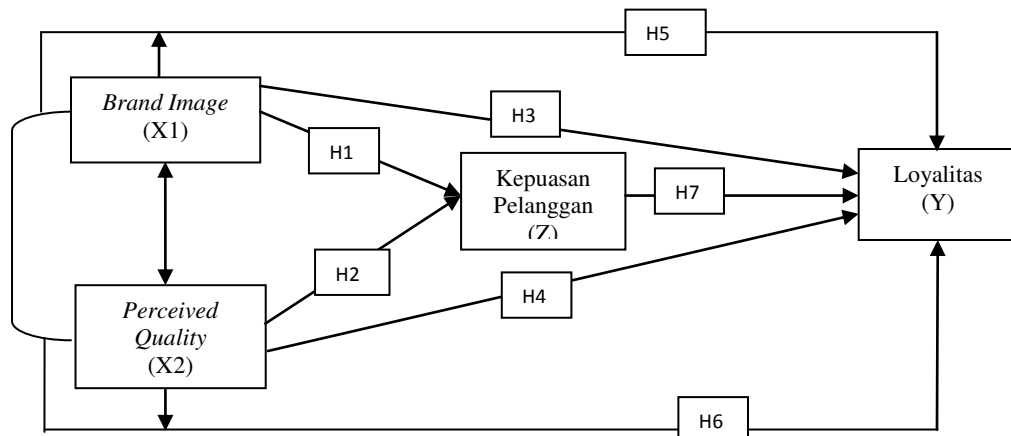 H5
Brand Image
(X1)
H3
H1
Kepuasan
Pelanggan
(Z)
H7
Loyalitas
(Y)
H2
H4
Perceived
Quality
(X2)
H6